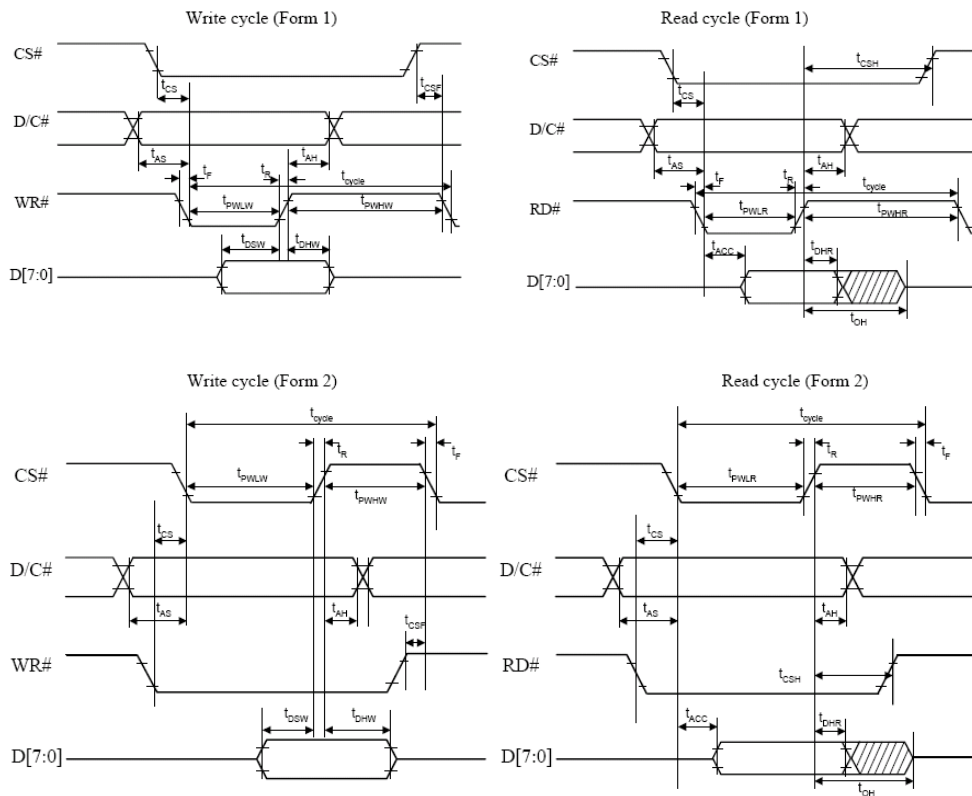 Write cycle (Form 1)
CS#
tCS
tCSF
D/C#
tAS
tAH
tF
tR
tcycle
WR#
tPWLW
tPWHW
tDSW
tDHW
D[7:0]
Read cycle (Form 1)
CS#
tCSH
tCS
D/C#
tAS
tAH
tF
tR
tcycle
RD#
tPWLR
tPWHR
tACC
tDHR
D[7:0]
tOH
Write cycle (Form 2)
tcycle
tR
tF
CS#
tPWLW
tPWHW
tCS
D/C#
tAS
tAH
tCSF
WR#
tDSW
tDHW
D[7:0]
Read cycle (Form 2)
tcycle
tR
tF
CS#
tPWLR
tPWHR
tCS
D/C#
tAS
tAH
RD#
tCSH
tACC
tDHR
D[7:0]
tOH